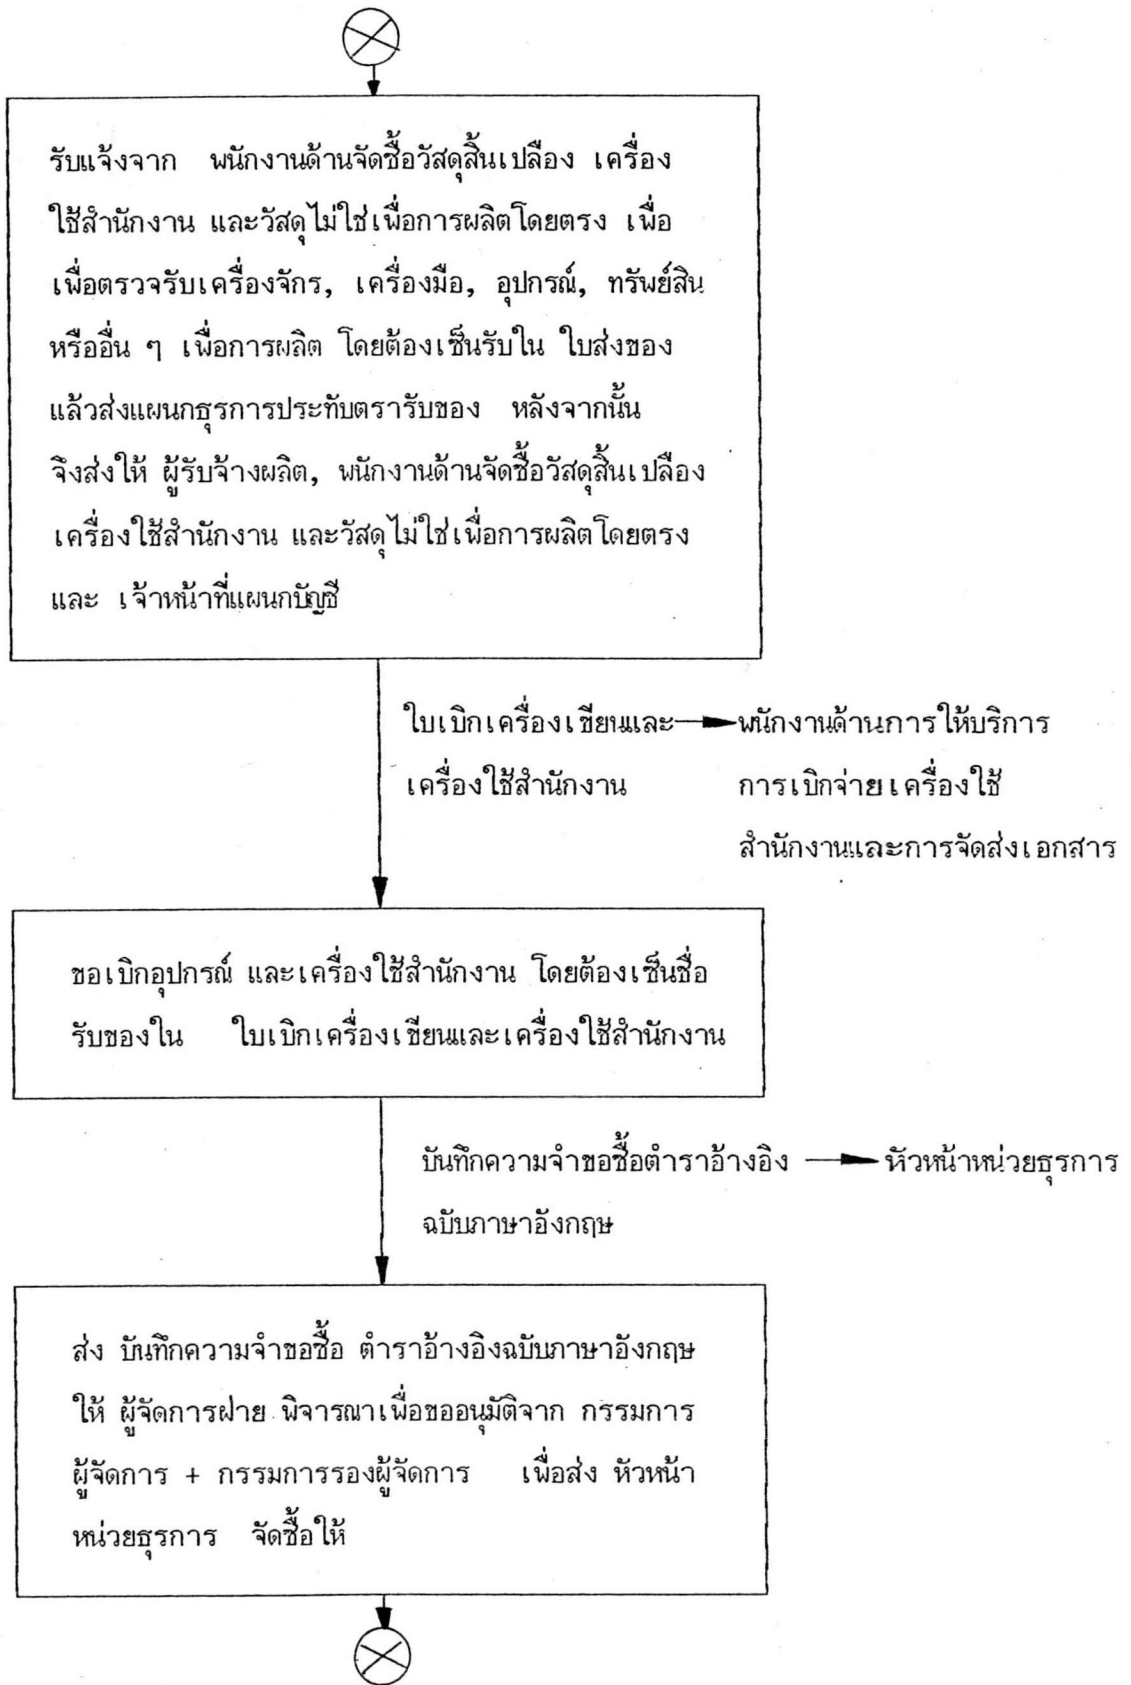 รับแจ้งจาก พนักงานด้านจัดซื้อวัสดุสิ้นเปลือง เครื่อง
ใช้สำนักงาน และวัสดุไม่ใช่เพื่อการผลิตโดยตรง เพื่อ
เพื่อตรวจรับเครื่องจักร, เครื่องมือ, อุปกรณ์, ทรัพย์สิน
หรืออื่น ๆ เพื่อการผลิต โดยต้องเซ็นรับใน ใบส่งของ
แล้วส่งแผนกธุรการประทับตรารับของ หลังจากนั้น
จึงส่งให้ ผู้รับจ้างผลิต, พนักงานด้านจัดซื้อวัสดุสิ้นเปลือง
เครื่องใช้สำนักงาน และวัสดุไม่ใช่เพื่อการผลิตโดยตรง
และ เจ้าหน้าที่แผนกบัญชี
ใบเบิกเครื่องเขียนและ พนักงานด้านการให้บริการ
เครื่องใช้สำนักงาน การเบิกจ่ายเครื่องใช้
สำนักงานและการจัดส่งเอกสาร
ขอเบิกอุปกรณ์ และเครื่องใช้สำนักงาน โดยต้องเซ็นชื่อ
รับของใน ใบเบิกเครื่องเขียนและเครื่องใช้สำนักงาน
บันทึกความจำขอซื้อตำราอ้างอิง หัวหน้าหน่วยธุรการ
ฉบับภาษาอังกฤษ
ส่ง บันทึกความจำขอซื้อ ตำราอ้างอิงฉบับภาษาอังกฤษ
ให้ ผู้จัดการฝ่าย พิจารณาเพื่อขออนุมัติจาก กรรมการ
ผู้จัดการ + กรรมการรองผู้จัดการ เพื่อส่ง หัวหน้า
หน่วยธุรการ จัดซื้อให้